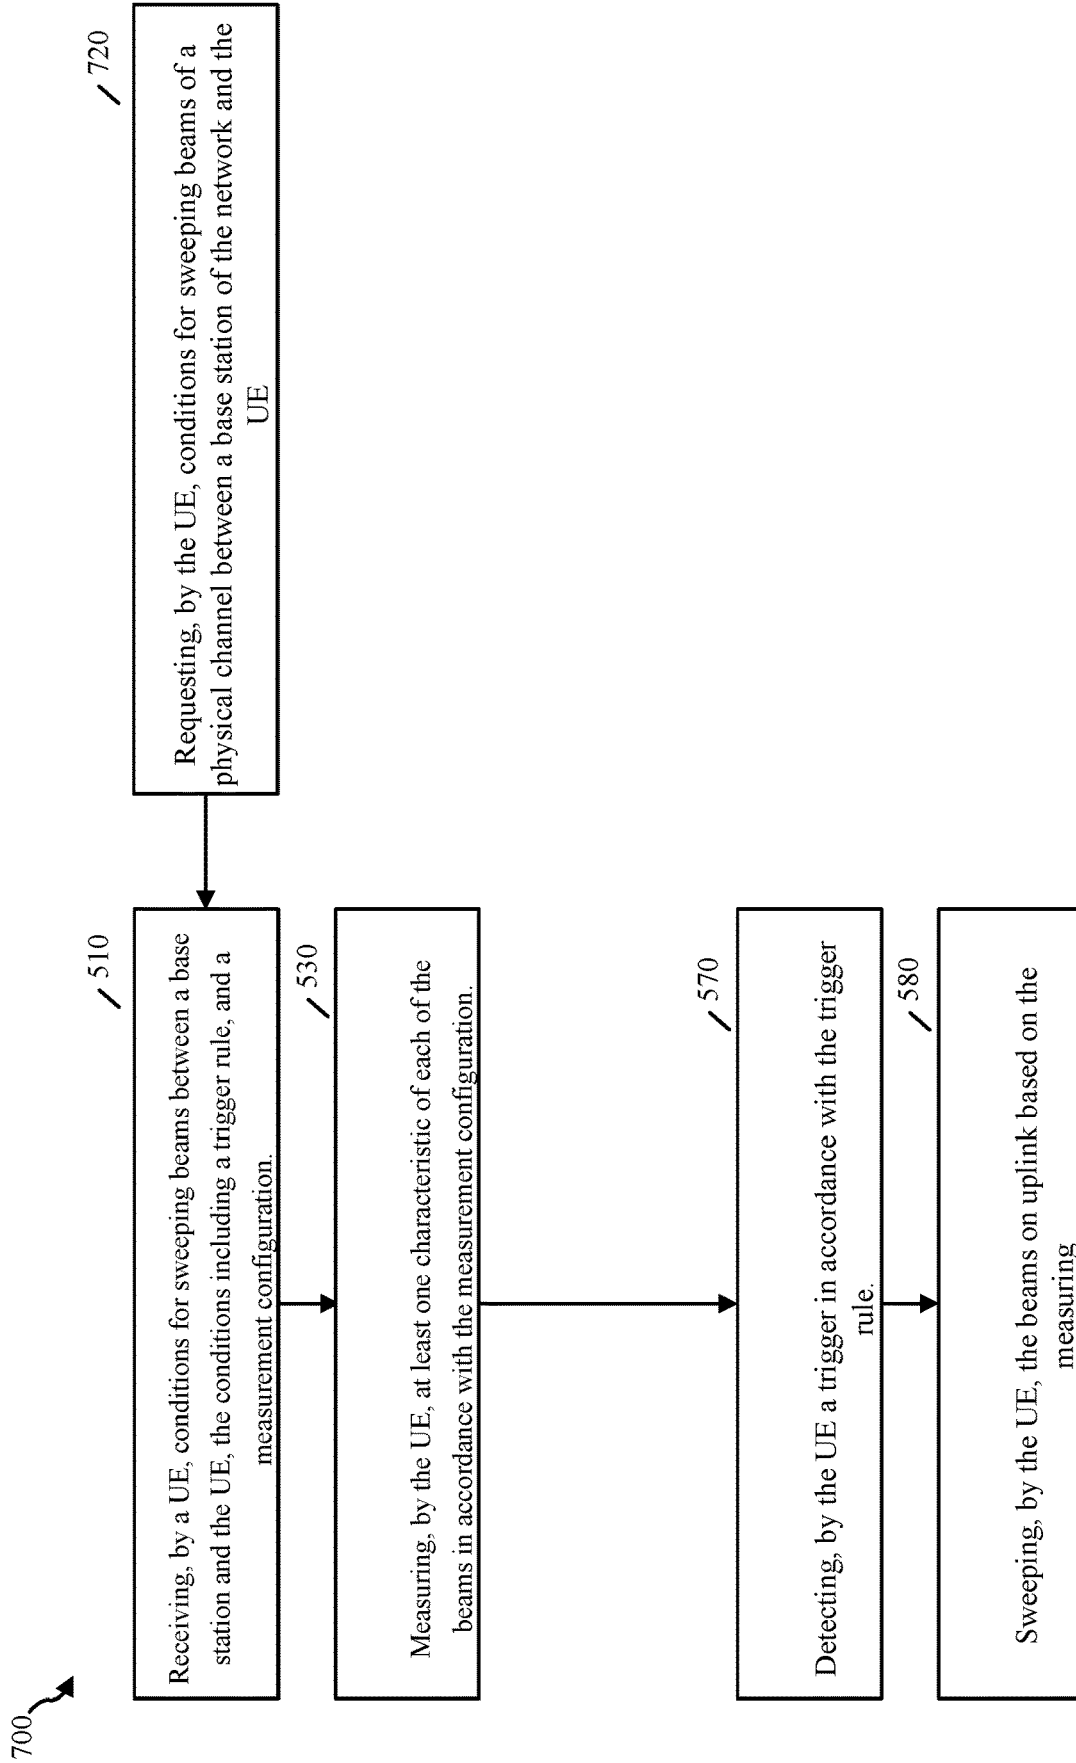 700
510
Receiving, by a UE, conditions for sweeping beams between a base
station and the UE, the conditions including a trigger rule, and a
measurement configuration.
720
Requesting, by the UE, conditions for sweeping beams of a
physical channel between a base station of the network and the
UE
530
Measuring, by the UE, at least one characteristic of each of the
beams in accordance with the measurement configuration.
570
Detecting, by the UE a trigger in accordance with the trigger
rule.
580
Sweeping, by the UE, the beams on uplink based on the
measuring